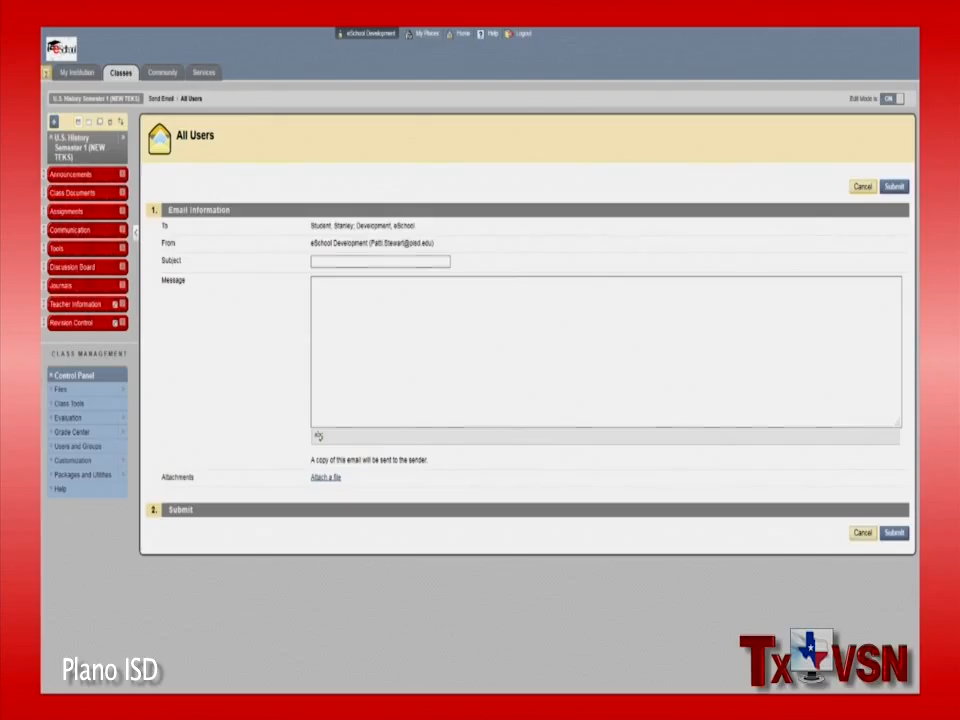 eSchool Development My Places Home Help Logout
eSchool
My Institution Classes Community Services
U.S. History Semester 1 (NEW TEKS) Send Email All Users Edit Mode is ON
U.S. History
Semester 1 (NEW
TEKS)
All Users
Cancel Submit
Announcements
Class Documents
Assignments
Communication
Tools
Discussion Board
Journals
Teacher Information
Revision Control
1. Email Information
To Student, Stanley; Development, eSchool
From eSchool Development (Patti.Stewart@pisd.edu)
Subject
Message
CLASS MANAGEMENT
Control Panel
Files
Class Tools
Evaluation
Grade Center
Users and Groups
Customization
Packages and Utilities
Help
A copy of this email will be sent to the sender.
Attachments Attach a file
2. Submit
Cancel Submit
Plano ISD
TxVSN